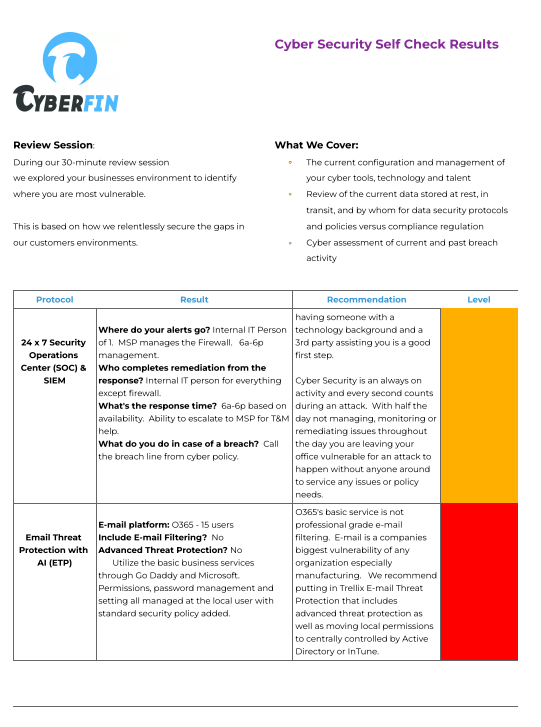 CYBERFIN
Cyber Security Self Check Results
Review Session:
During our 30-minute review session
we explored your businesses environment to identify
where you are most vulnerable.
This is based on how we relentlessly secure the gaps in
our customers environments.
What We Cover:
The current configuration and management of
your cyber tools, technology and talent
Review of the current data stored at rest, in
transit, and by whom for data security protocols
and policies versus compliance regulation
Cyber assessment of current and past breach
activity
Protocol
Result
Recommendation
Level
24 x 7 Security
Operations
Center (SOC) &
SIEM
Where do your alerts go? Internal IT Person
of 1. MSP manages the Firewall. 6a-6p
management.
Who completes remediation from the
response? Internal IT person for everything
except firewall.
What's the response time? 6a-6p based on
availability. Ability to escalate to MSP for T&M
help.
What do you do in case of a breach? Call
the breach line from cyber policy.
having someone with a
technology background and a
3rd party assisting you is a good
first step.
Cyber Security is an always on
activity and every second counts
during an attack. With half the
day not managing, monitoring or
remediating issues throughout
the day you are leaving your
office vulnerable for an attack to
happen without anyone around
to service any issues or policy
needs.
Email Threat
Protection with
AI (ETP)
E-mail platform: O365 - 15 users
Include E-mail Filtering? No
Advanced Threat Protection? No
Utilize the basic business services
through Go Daddy and Microsoft.
Permissions, password management and
setting all managed at the local user with
standard security policy added.
O365's basic service is not
professional grade e-mail
filtering. E-mail is a companies
biggest vulnerability of any
organization especially
manufacturing. We recommend
putting in Trellix E-mail Threat
Protection that includes
advanced threat protection as
well as moving local permissions
to centrally controlled by Active
Directory or InTune.